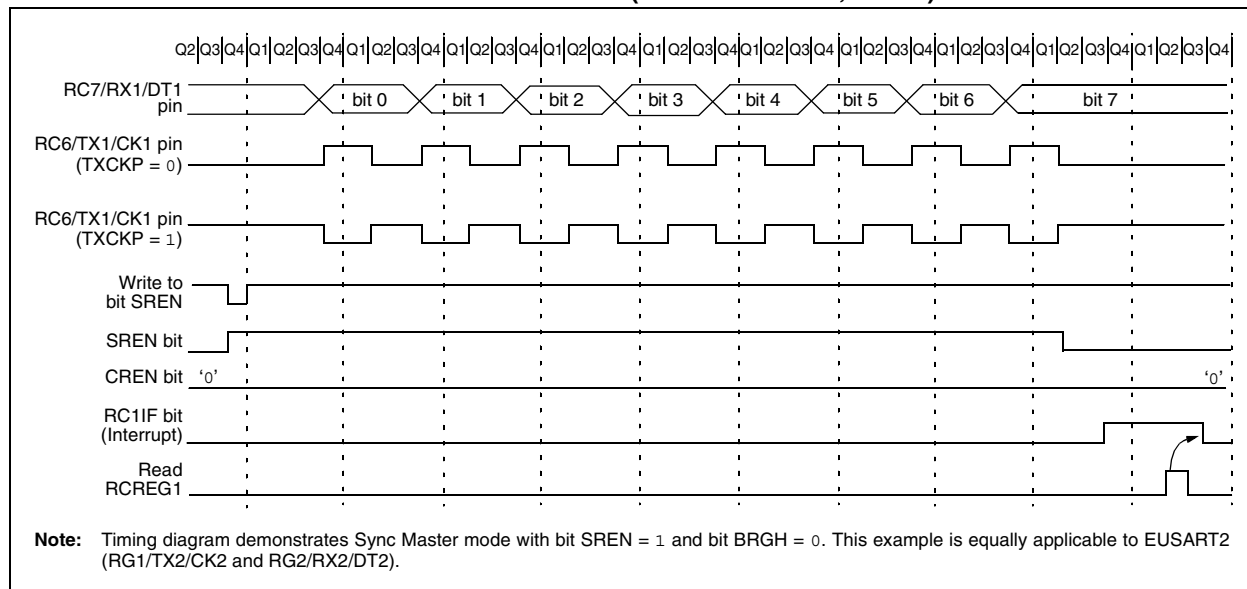 Q2 Q3 Q4 Q1 Q2 Q3 Q4 Q1 Q2 Q3 Q4 Q1 Q2 Q3 Q4 Q1 Q2 Q3 Q4 Q1 Q2 Q3 Q4 Q1 Q2 Q3 Q4 Q1 Q2 Q3 Q4 Q1 Q2 Q3 Q4 Q1 Q2 Q3 Q4 Q1 Q2 Q3 Q4
RC7/RX1/DT1
pin
bit 0 bit 1 bit 2 bit 3 bit 4 bit 5 bit 6 bit 7
RC6/TX1/CK1 pin
(TXCKP = 0)
RC6/TX1/CK1 pin
(TXCKP = 1)
Write to
bit SREN
SREN bit
CREN bit ‘0’ ‘0’
RC1IF bit
(Interrupt)
Read
RCREG1
Note: Timing diagram demonstrates Sync Master mode with bit SREN = 1 and bit BRGH = 0. This example is equally applicable to EUSART2
(RG1/TX2/CK2 and RG2/RX2/DT2).